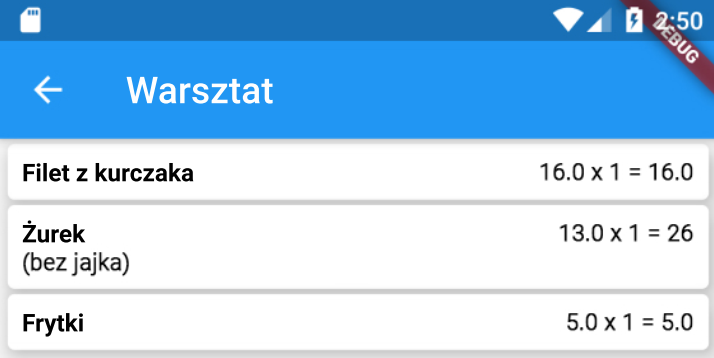 2:50
DEBUG
Warsztat
Filet z kurczaka 16.0 x 1 = 16.0
Żurek 13.0 x 1 = 26
(bez jajka)
Frytki 5.0 x 1 = 5.0